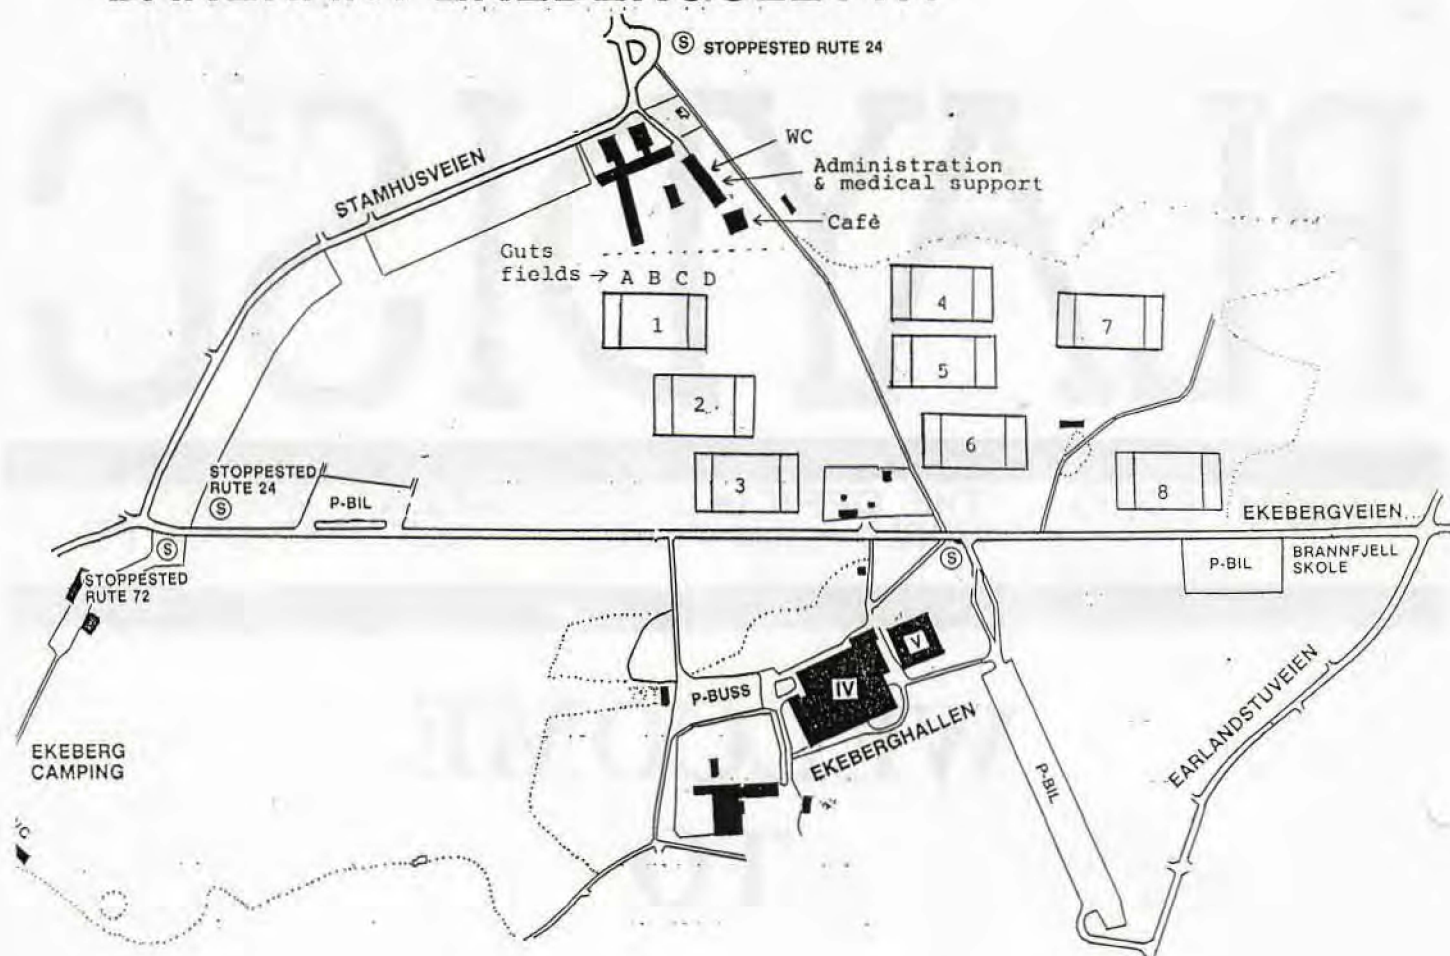 Ⓢ STOPPESTED RUTE 24
WC
Administration
& medical support
Cafè
STAMHUSVEIEN
Guts
fields → A B C D
1
2
3
4
5
6
7
8
STOPPESTED
RUTE 24
Ⓢ
P-BIL
Ⓢ
STOPPESTED
RUTE 72
Ⓢ
EKEBERGVEIEN
P-BIL
BRANNFJELL
SKOLE
V
IV
P-BUSS
EKEBERGHALLEN
P-BIL
EARLANDSTUVEIEN
EKEBERG
CAMPING